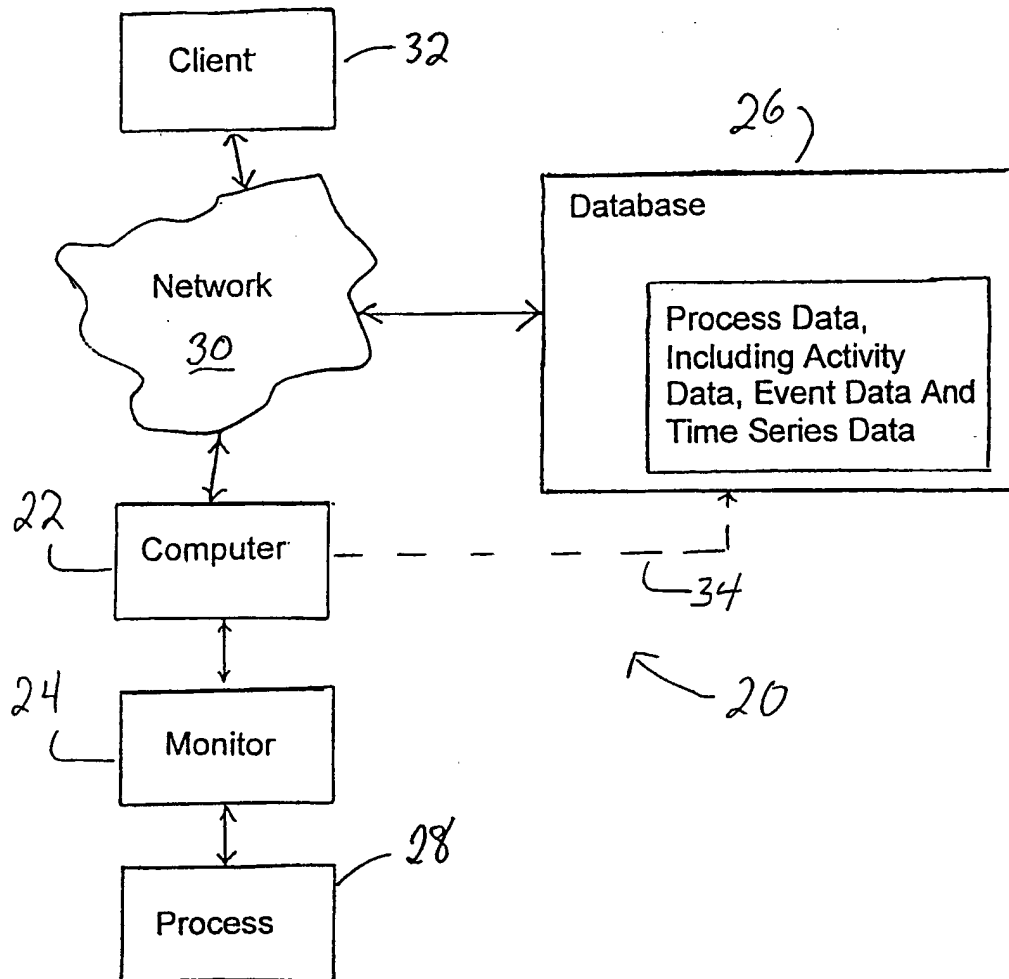 Client
32
26
Database
Network
30
Process Data,
Including Activity
Data, Event Data And
Time Series Data
22
Computer
34
24
Monitor
20
28
Process